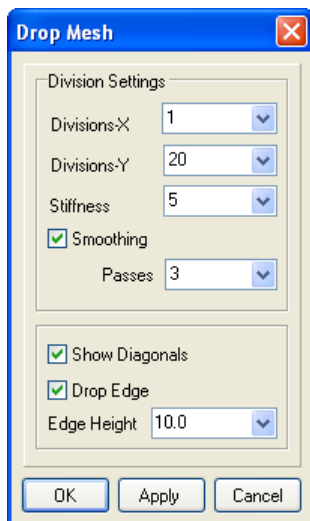 Drop Mesh
Division Settings
Divisions-X 1
Divisions-Y 20
Stiffness 5
Smoothing
Passes 3
Show Diagonals
Drop Edge
Edge Height 10.0
OK Apply Cancel